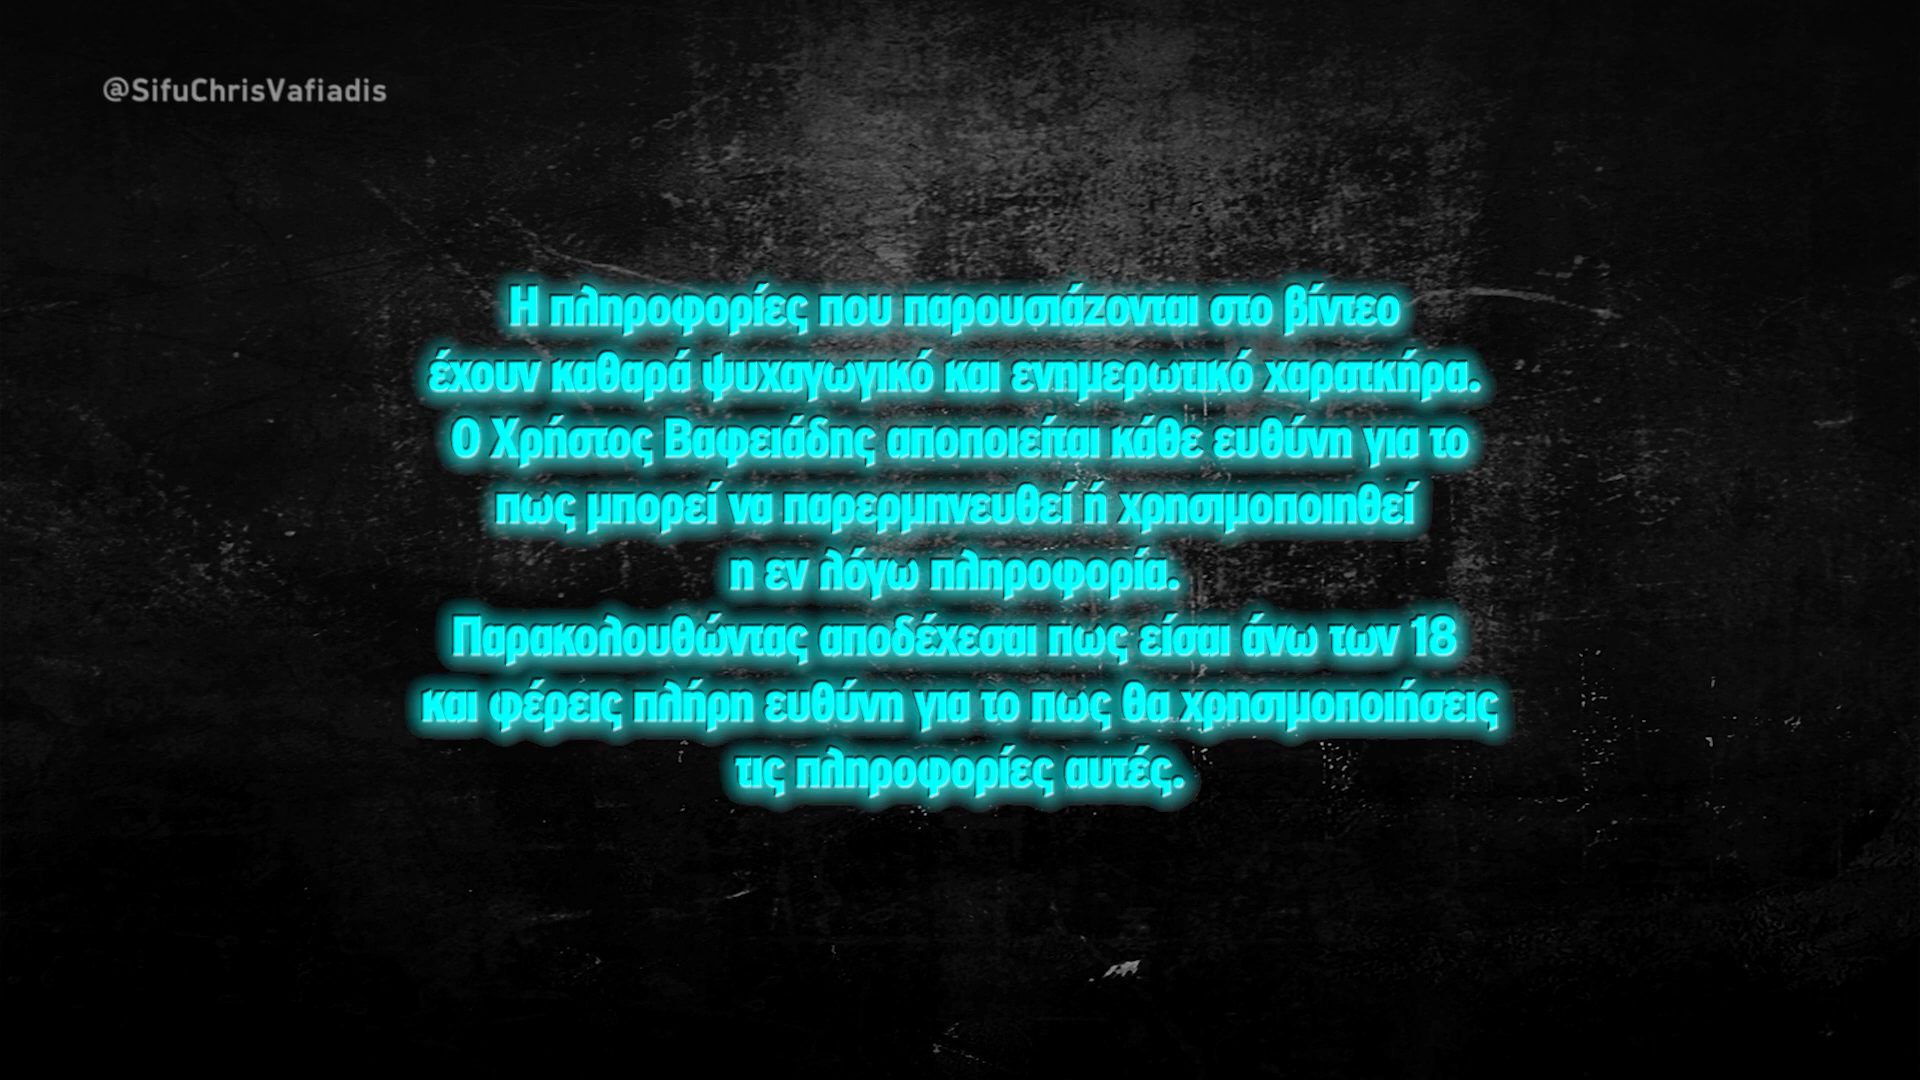 @SifuChrisVafiadis
Η πληροφορίες που παρουσιάζονται στο βίντεο
έχουν καθαρά ψυχαγωγικό και ενημερωτικό χαρατκήρα.
Ο Χρήστος Βαφειάδης αποποιείται κάθε ευθύνη για το
πως μπορεί να παρερμηνευθεί ή χρησιμοποιηθεί
η εν λόγω πληροφορία.
Παρακολουθώντας αποδέχεσαι πως είσαι άνω των 18
και φέρεις πλήρη ευθύνη για το πως θα χρησιμοποιήσεις
τις πληροφορίες αυτές.